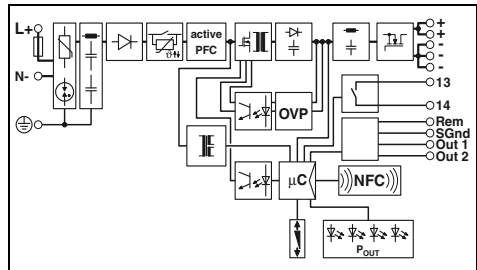 L+
N-
active
PFC
ϑ
+
+
-
-
-
OVP
13
14
Rem
SGnd
Out 1
Out 2
μC
NFC
POUT